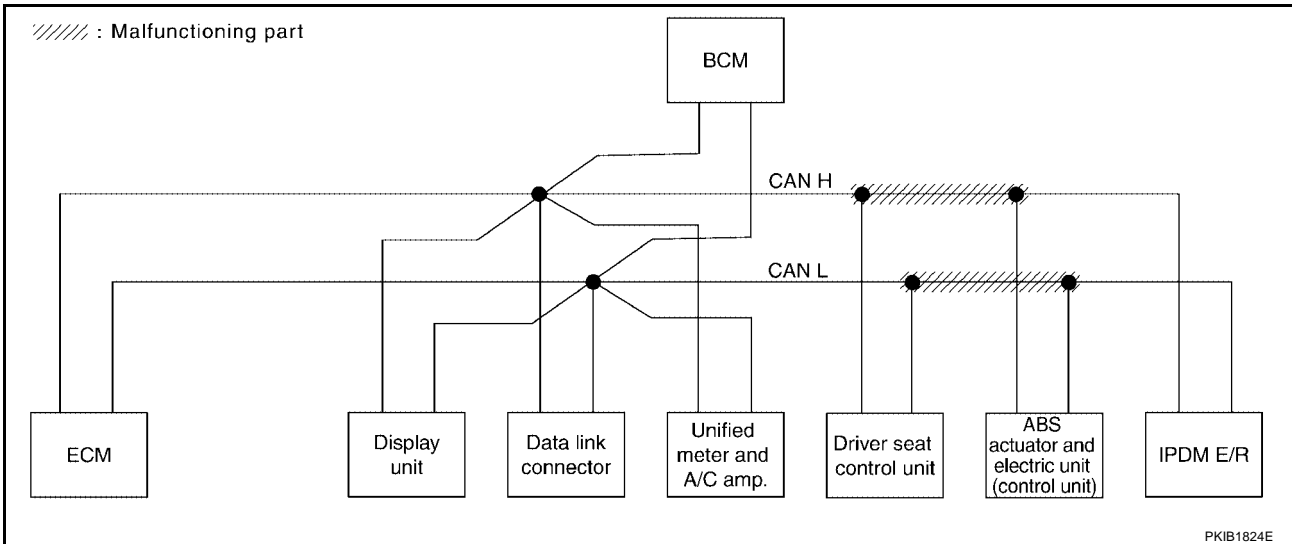 : Malfunctioning part
BCM
CAN H
CAN L
ECM
Display
unit
Data link
connector
Unified
meter and
A/C amp.
Driver seat
control unit
ABS
actuator and
electric unit
(control unit)
IPDM E/R
PKIB1824E